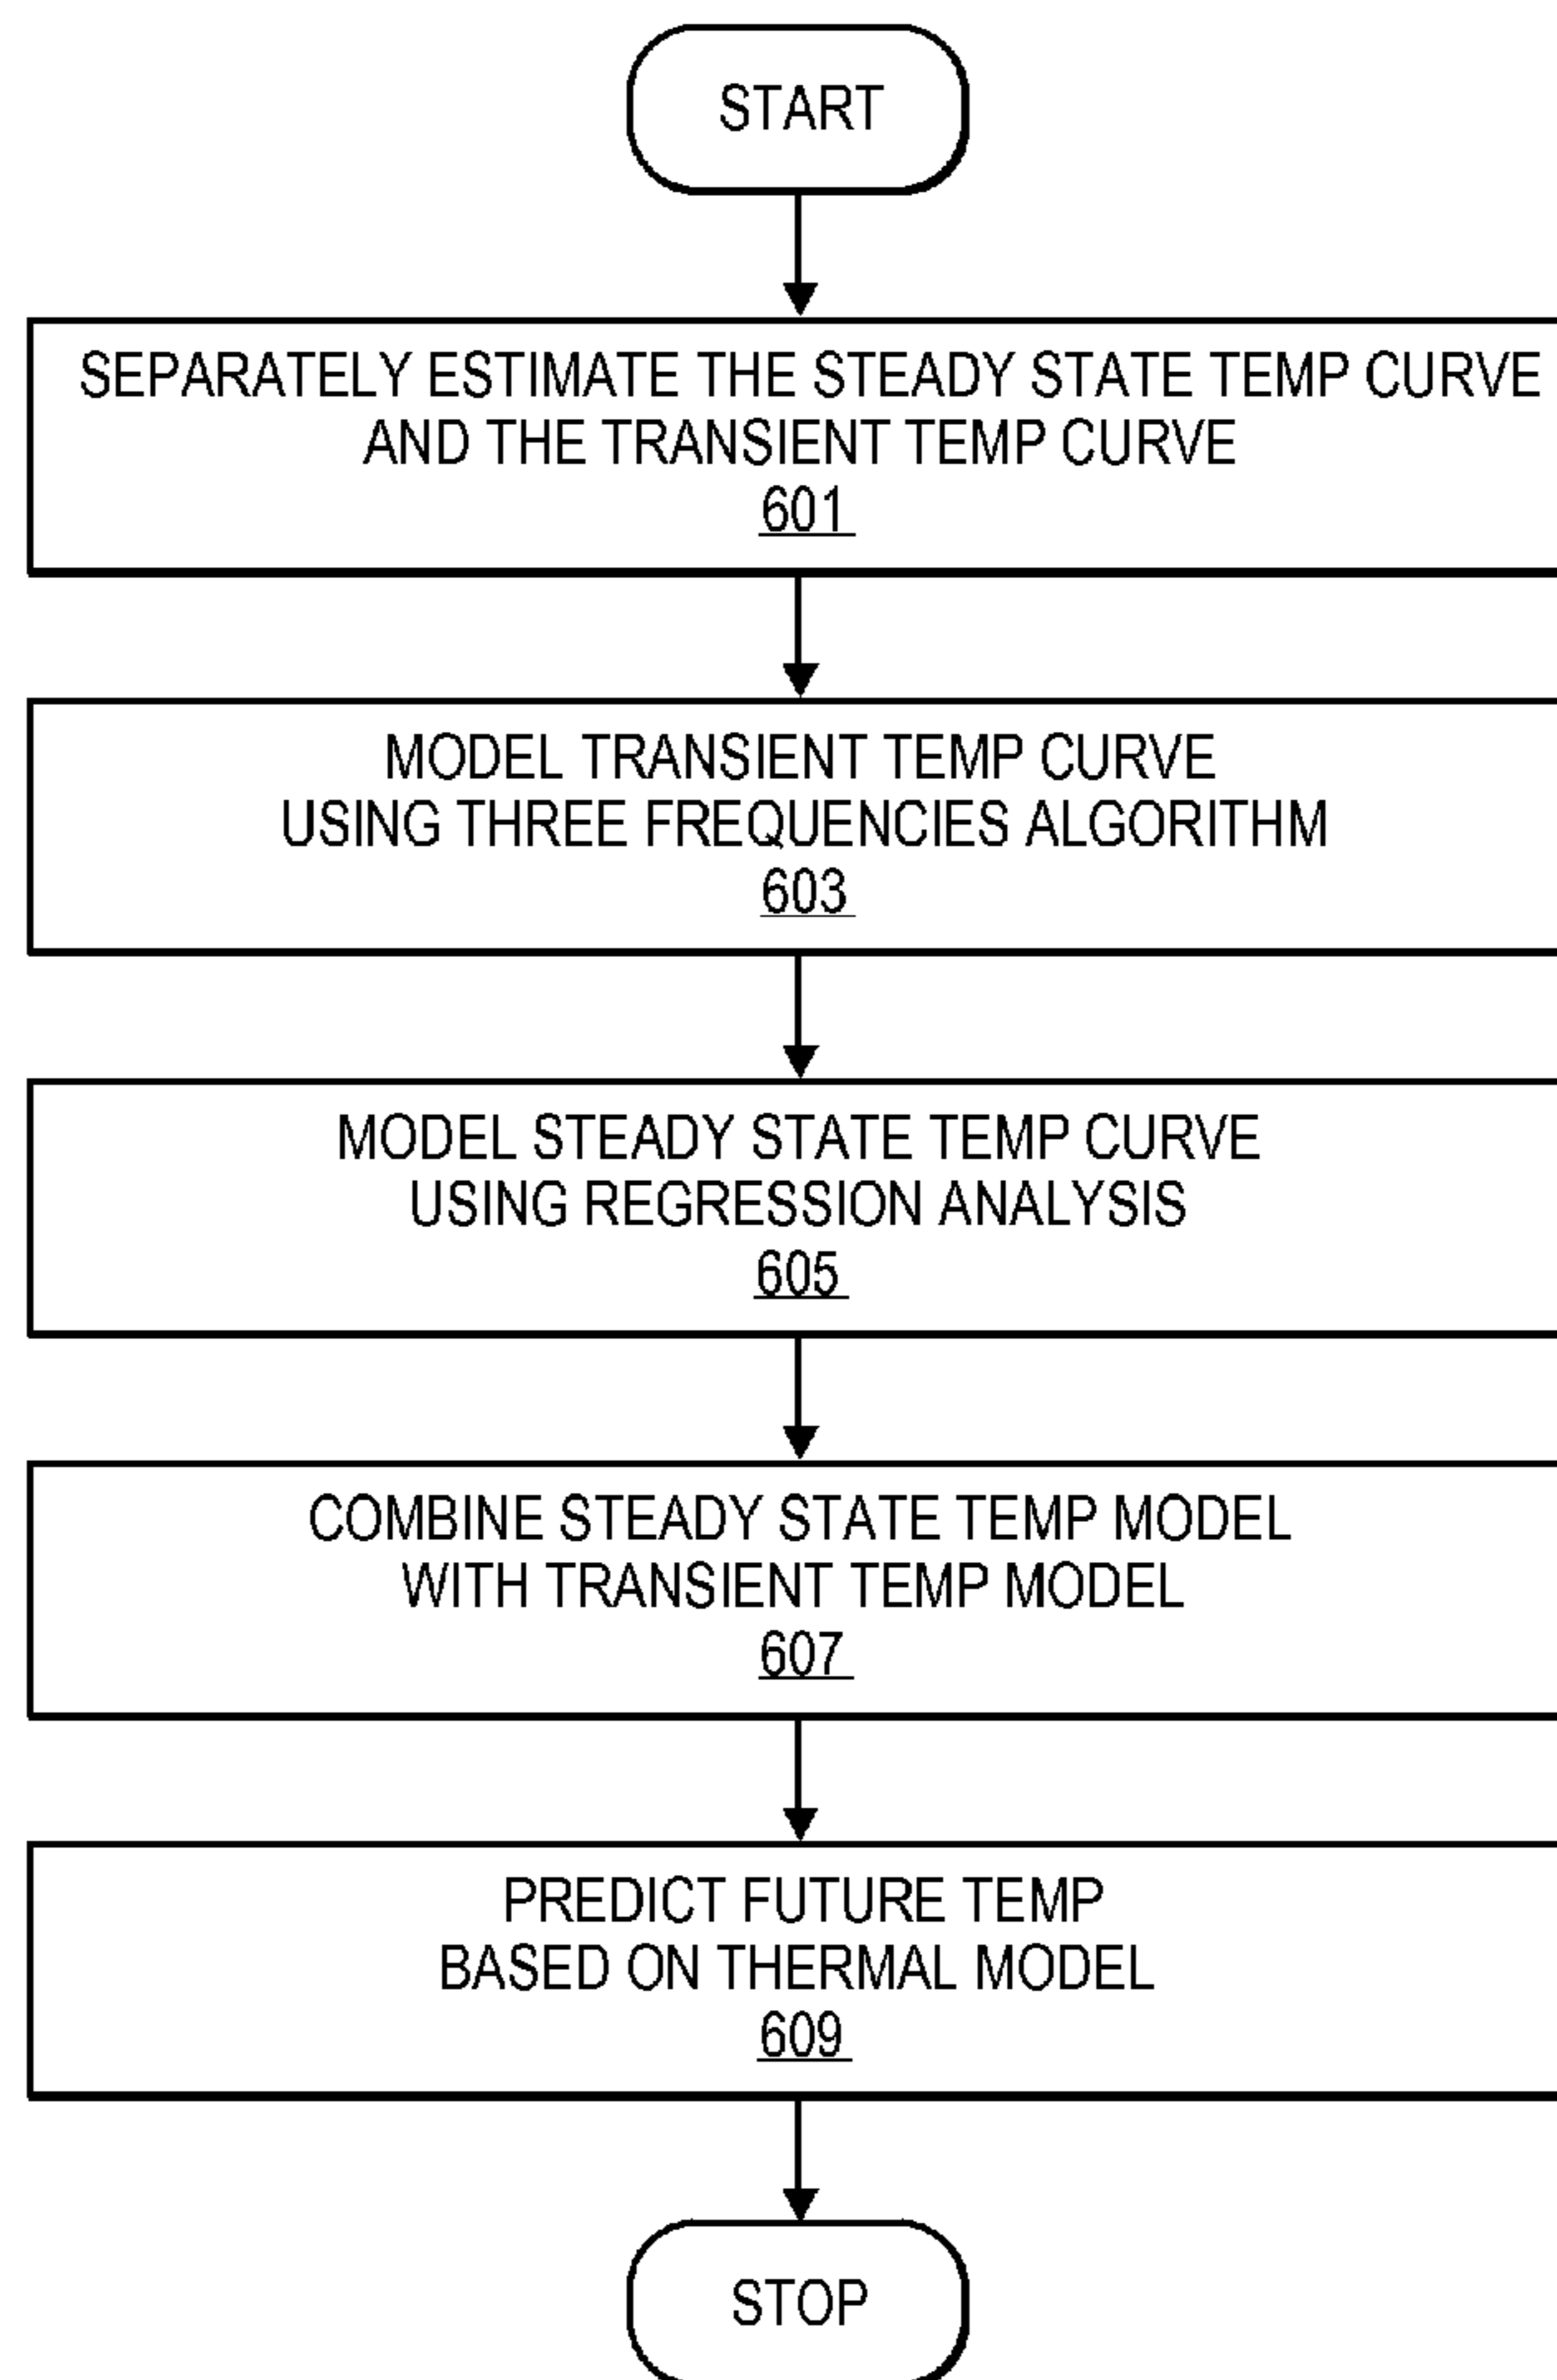 START
SEPARATELY ESTIMATE THE STEADY STATE TEMP CURVE
AND THE TRANSIENT TEMP CURVE
601
MODEL TRANSIENT TEMP CURVE
USING THREE FREQUENCIES ALGORITHM
603
MODEL STEADY STATE TEMP CURVE
USING REGRESSION ANALYSIS
605
COMBINE STEADY STATE TEMP MODEL
WITH TRANSIENT TEMP MODEL
607
PREDICT FUTURE TEMP
BASED ON THERMAL MODEL
609
STOP